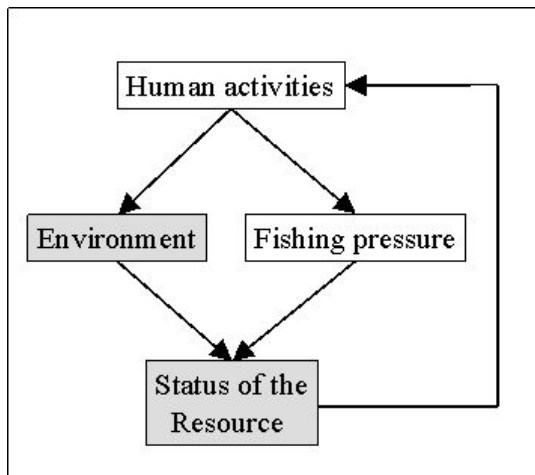 Human activities
Environment
Fishing pressure
Status of the
Resource